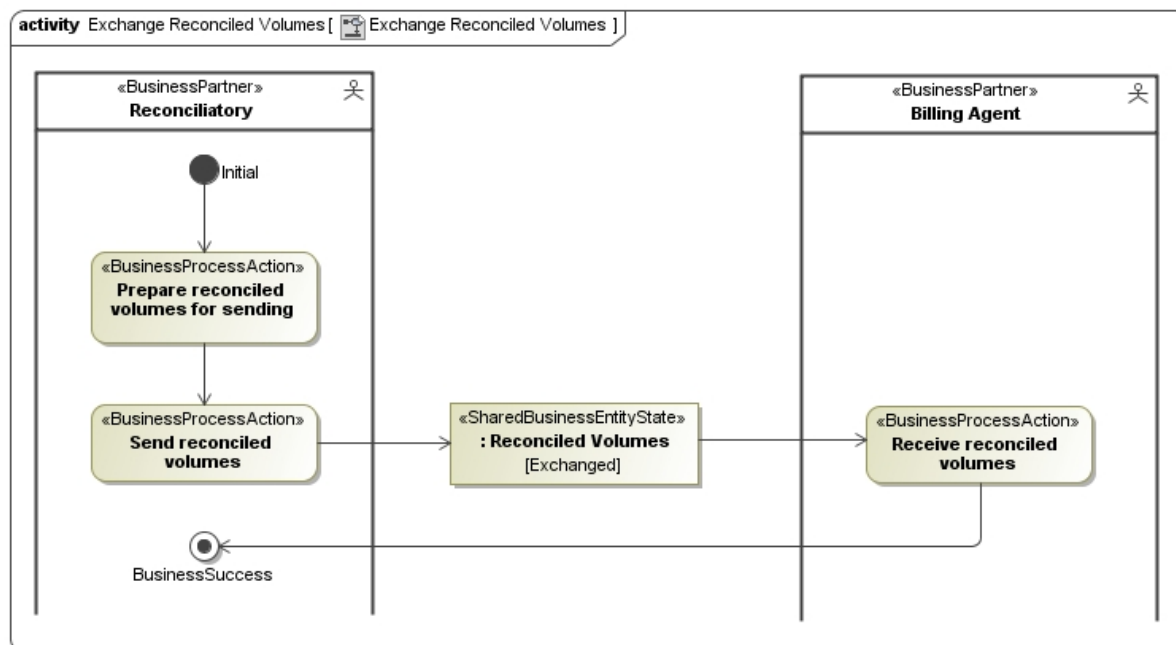 activity Exchange Reconciled Volumes [ Exchange Reconciled Volumes ]
«BusinessPartner»
Reconciliatory
«BusinessPartner»
Billing Agent
Initial
«BusinessProcessAction»
Prepare reconciled
volumes for sending
«BusinessProcessAction»
Send reconciled
volumes
«SharedBusinessEntityState»
: Reconciled Volumes
[Exchanged]
«BusinessProcessAction»
Receive reconciled
volumes
BusinessSuccess